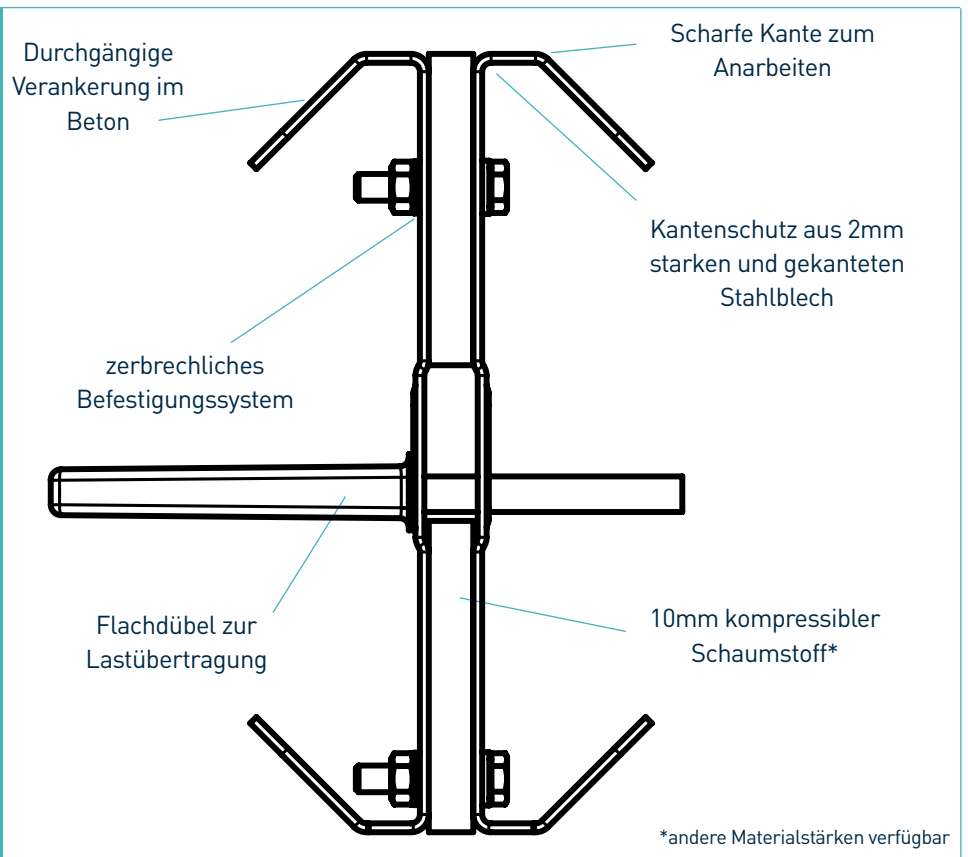 Durchgängige
Verankerung im
Beton
Scharfe Kante zum
Anarbeiten
Kantenschutz aus 2mm
starken und gekanteten
Stahlblech
zerbrechliches
Befestigungssystem
Flachdübel zur
Lastübertragung
10mm kompressibler
Schaumstoff*
*andere Materialstärken verfügbar